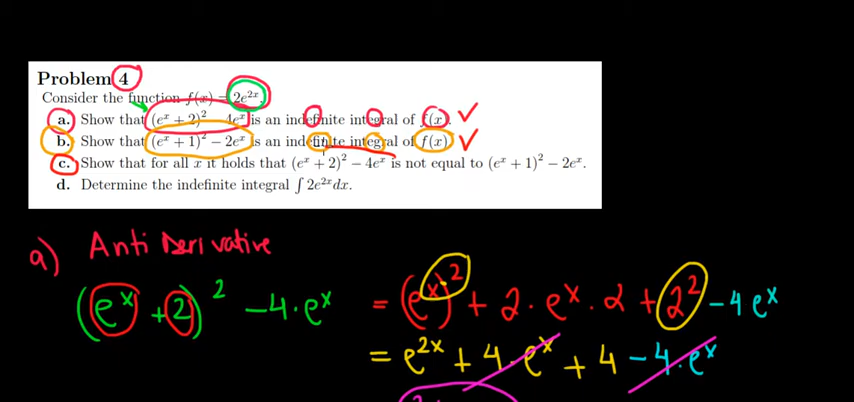 Problem 4
Consider the function f(x) = 2e^{2x}.
a. Show that (e^x + 2)^2 − 4e^x is an indefinite integral of f(x). ✓
b. Show that (e^x + 1)^2 − 2e^x is an indefinite integral of f(x) ✓
c. Show that for all x it holds that (e^x + 2)^2 − 4e^x is not equal to (e^x + 1)^2 − 2e^x.
d. Determine the indefinite integral ∫ 2e^{2x}dx.
a) Anti Derivative
(e^x + 2)^2 − 4·e^x = (e^x)^2 + 2·e^x·2 + 2^2 − 4e^x
= e^{2x} + 4·e^x + 4 − 4·e^x